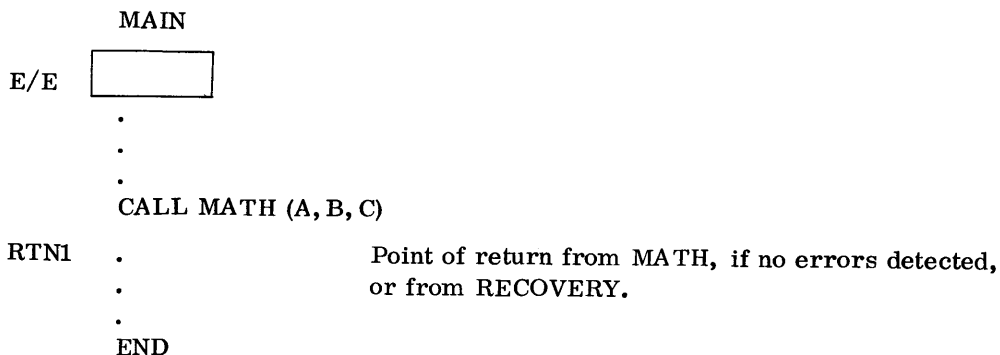 MAIN
E/E
.
.
.
CALL MATH (A, B, C)
RTN1 . Point of return from MATH, if no errors detected,
. or from RECOVERY.
.
END